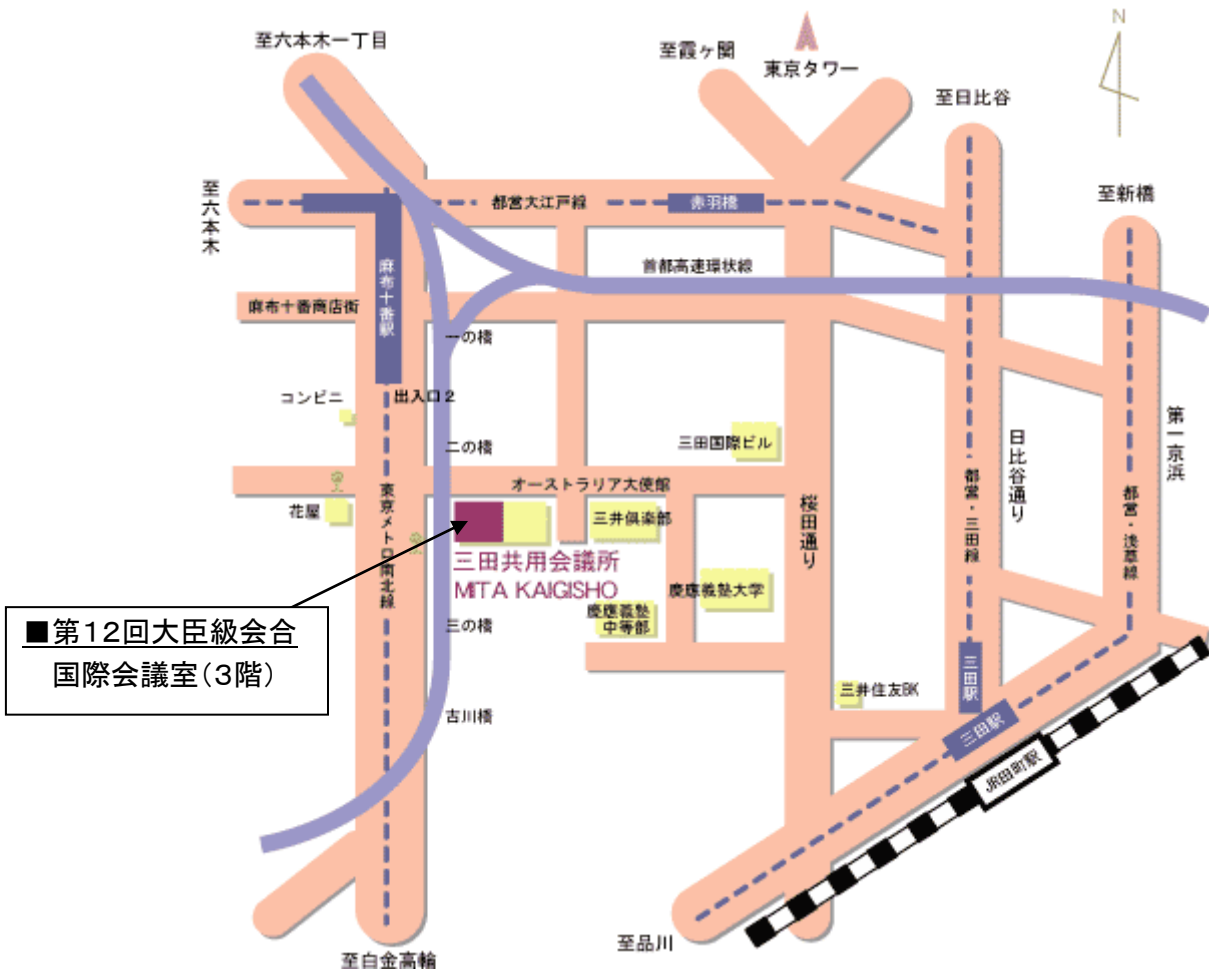 N
至六本木一丁目
至霞ヶ関
東京タワー
至日比谷
至新橋
至六本木
都営大江戸線
赤羽橋
首都高速環状線
麻布十番駅
麻布十番商店街
一の橋
コンビニ
出入口2
二の橋
三田国際ビル
第一京浜
日比谷通り
オーストラリア大使館
花屋
東京メトロ南北線
三井倶楽部
桜田通り
都営・三田線
都営・浅草線
三田共用会議所
MITA KAIGISHO
慶應義塾大学
慶應義塾
中等部
■第12回大臣級会合
国際会議室(3階)
三の橋
三田駅
三井住友BK
古川橋
三田駅
JR田町駅
至品川
至白金高輪